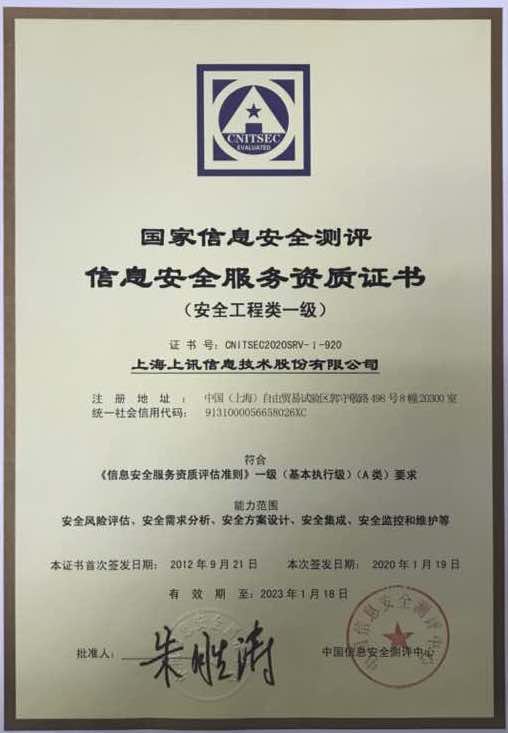 CNITSEC
EVALUATED
国家信息安全测评
信息安全服务资质证书
（安全工程类一级）
证 书 号：CNITSEC2020SRV-Ⅰ-920
上海上讯信息技术股份有限公司
注 册 地 址 ： 中国（上海）自由贸易试验区郭守敬路498号8幢20300室
统一社会信用代码： 9131000056658026XC
符合
《信息安全服务资质评估准则》一级（基本执行级）（A类）要求
能力范围
安全风险评估、安全需求分析、安全方案设计、安全集成、安全监控和维护等
本证书首次签发日期： 2012年9月21日 本次签发日期： 2020年1月19日
有 效 期 至：2023年1月18日
批准人： 朱胜涛
中国信息安全测评中心